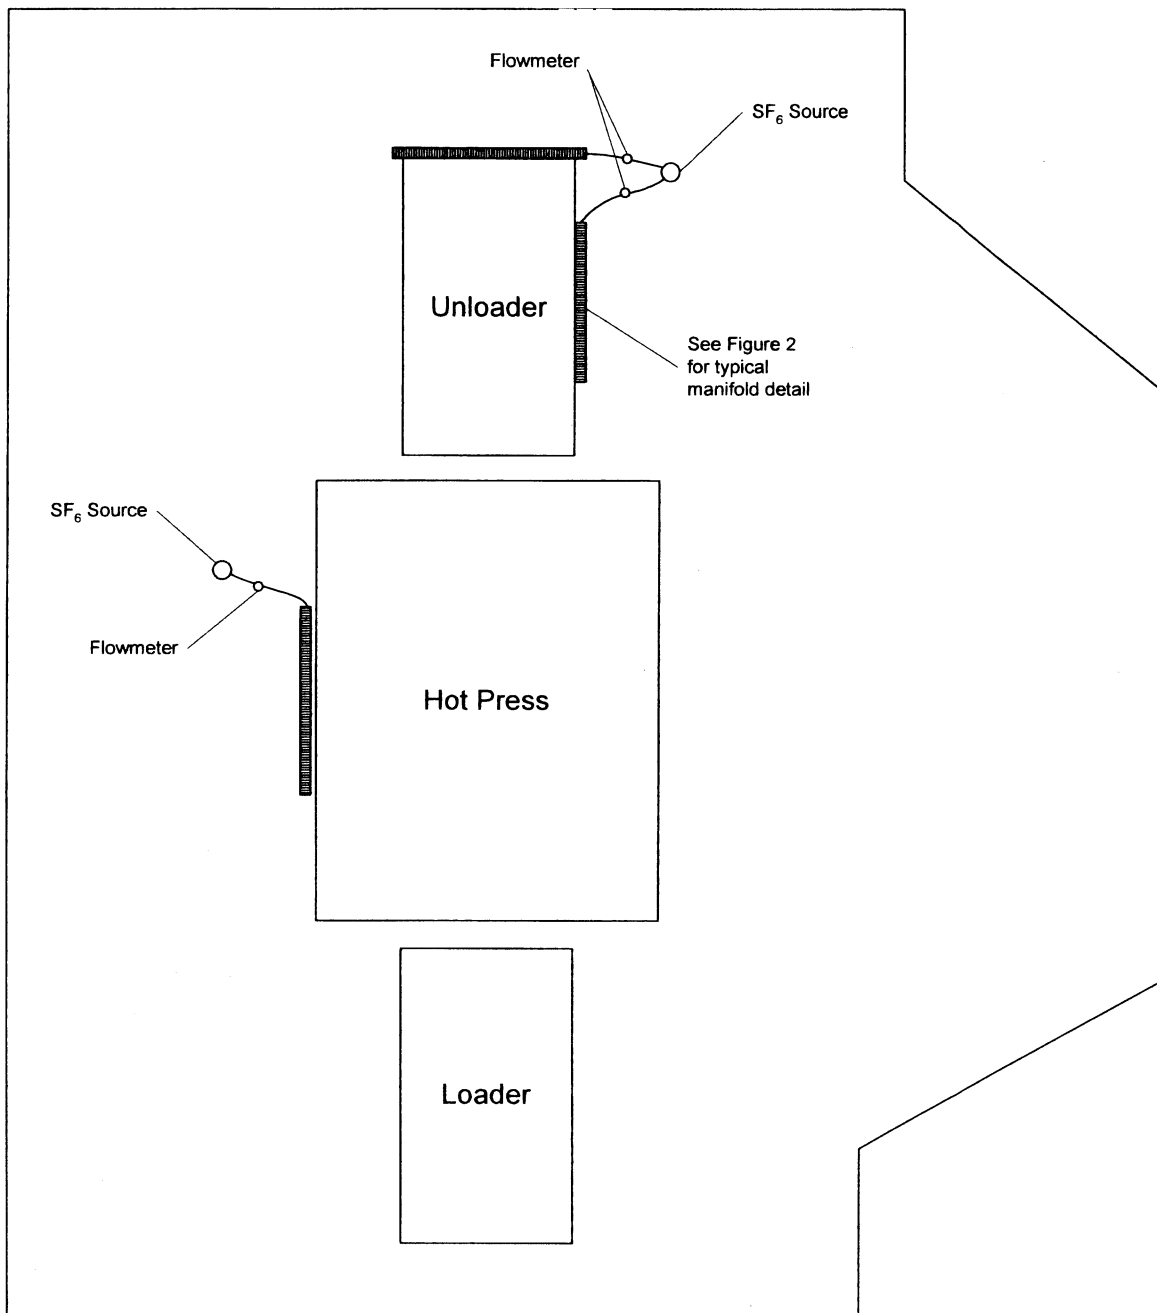 Flowmeter
SF6 Source
Unloader
See Figure 2
for typical
manifold detail
SF6 Source
Flowmeter
Hot Press
Loader